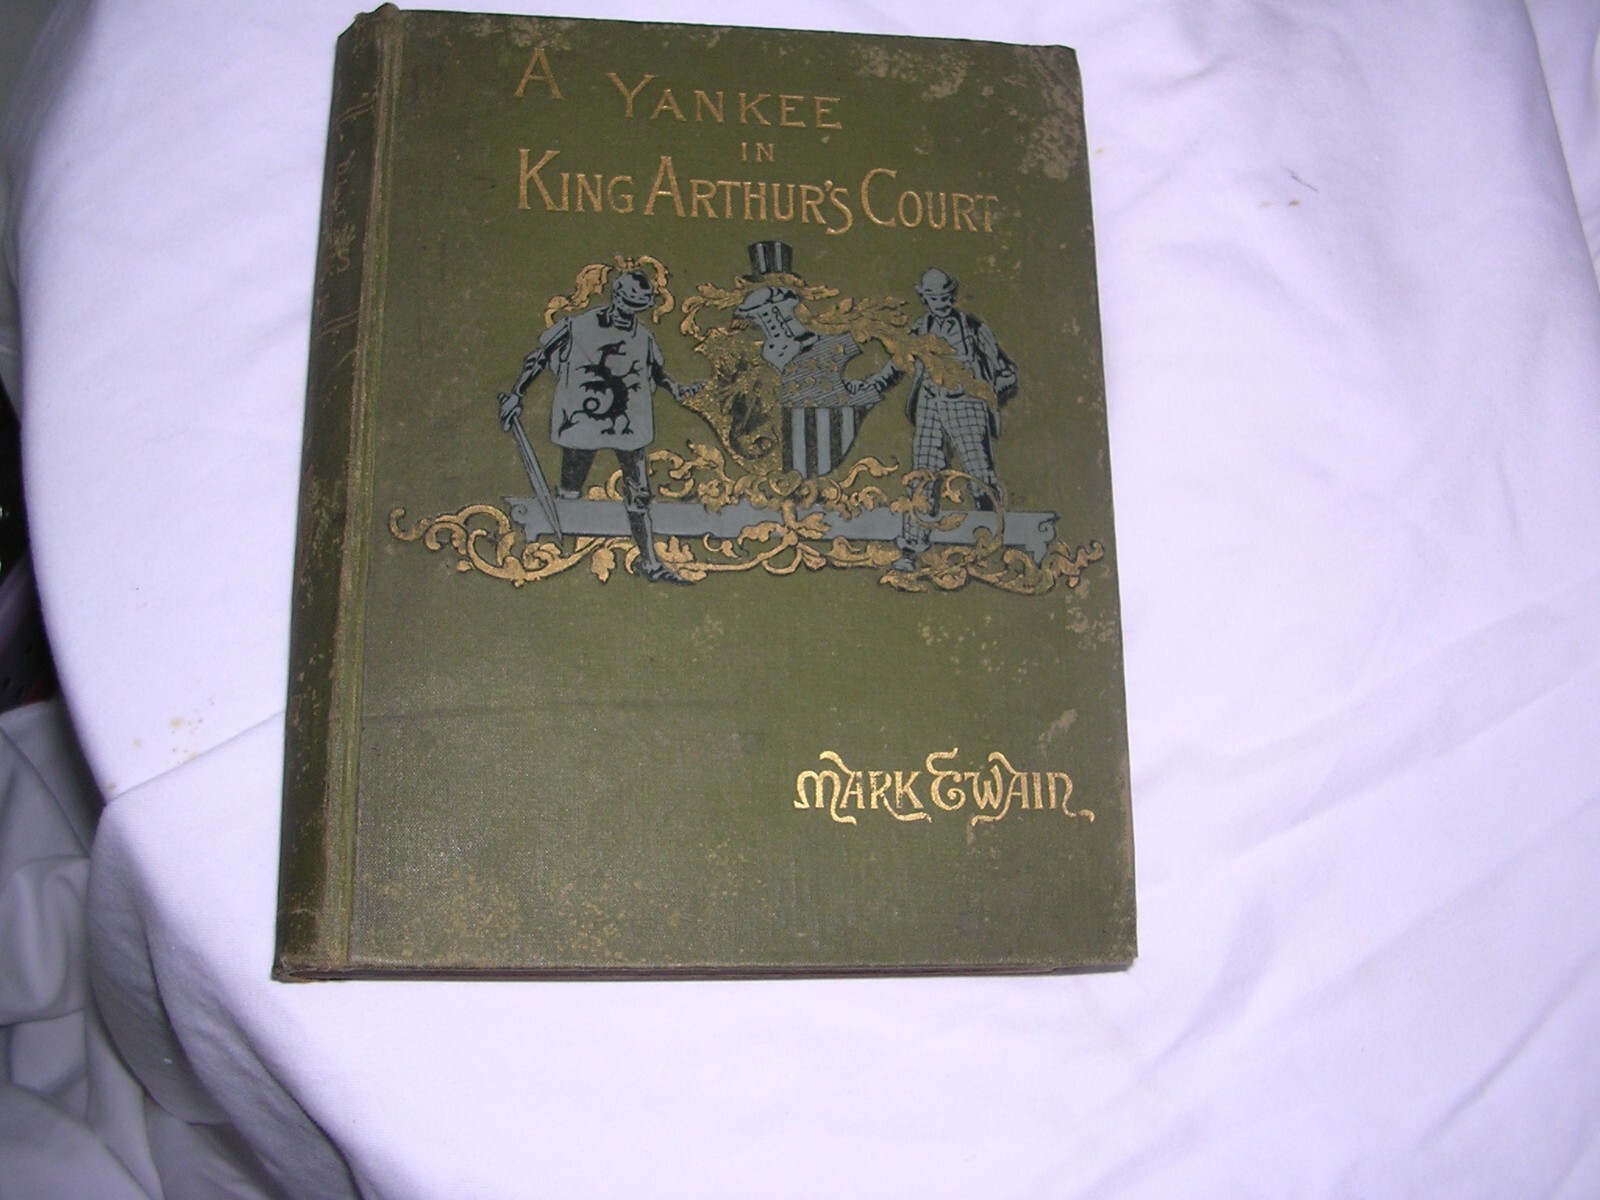 A YANKEE
IN
KING ARTHUR'S COURT
MARK TWAIN